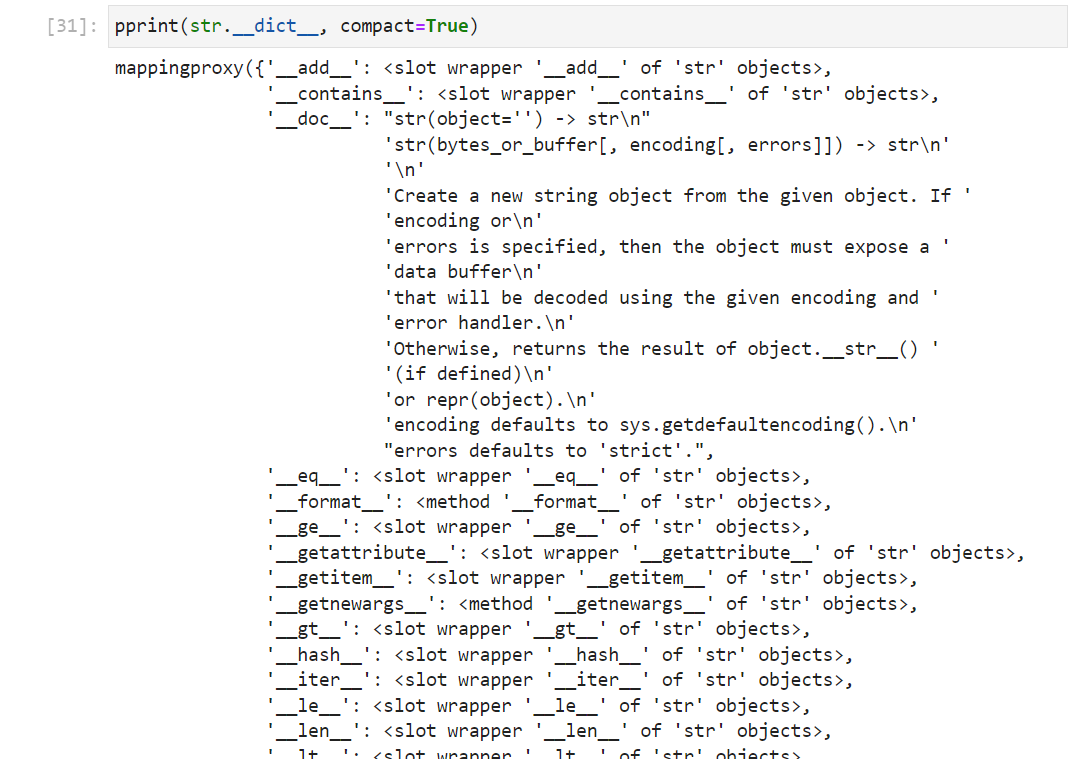 [31]: pprint(str.__dict__, compact=True)
mappingproxy({'__add__': <slot wrapper '__add__' of 'str' objects>,
'__contains__': <slot wrapper '__contains__' of 'str' objects>,
'__doc__': "str(object='') -> str\n"
'str(bytes_or_buffer[, encoding[, errors]]) -> str\n'
'\n'
'Create a new string object from the given object. If '
'encoding or\n'
'errors is specified, then the object must expose a '
'data buffer\n'
'that will be decoded using the given encoding and '
'error handler.\n'
'Otherwise, returns the result of object.__str__() '
'(if defined)\n'
'or repr(object).\n'
'encoding defaults to sys.getdefaultencoding().\n'
"errors defaults to 'strict'.",
'__eq__': <slot wrapper '__eq__' of 'str' objects>,
'__format__': <method '__format__' of 'str' objects>,
'__ge__': <slot wrapper '__ge__' of 'str' objects>,
'__getattribute__': <slot wrapper '__getattribute__' of 'str' objects>,
'__getitem__': <slot wrapper '__getitem__' of 'str' objects>,
'__getnewargs__': <method '__getnewargs__' of 'str' objects>,
'__gt__': <slot wrapper '__gt__' of 'str' objects>,
'__hash__': <slot wrapper '__hash__' of 'str' objects>,
'__iter__': <slot wrapper '__iter__' of 'str' objects>,
'__le__': <slot wrapper '__le__' of 'str' objects>,
'__len__': <slot wrapper '__len__' of 'str' objects>,
'__lt__': <slot wrapper '__lt__' of 'str' objects>,